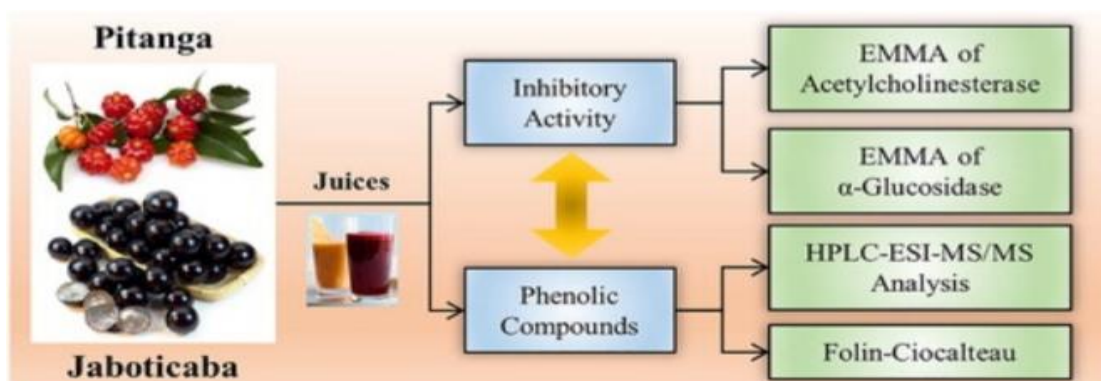 Pitanga
Jaboticaba
Juices
Inhibitory
Activity
Phenolic
Compounds
EMMA of
Acetylcholinesterase
EMMA of
α-Glucosidase
HPLC-ESI-MS/MS
Analysis
Folin-Ciocalteau